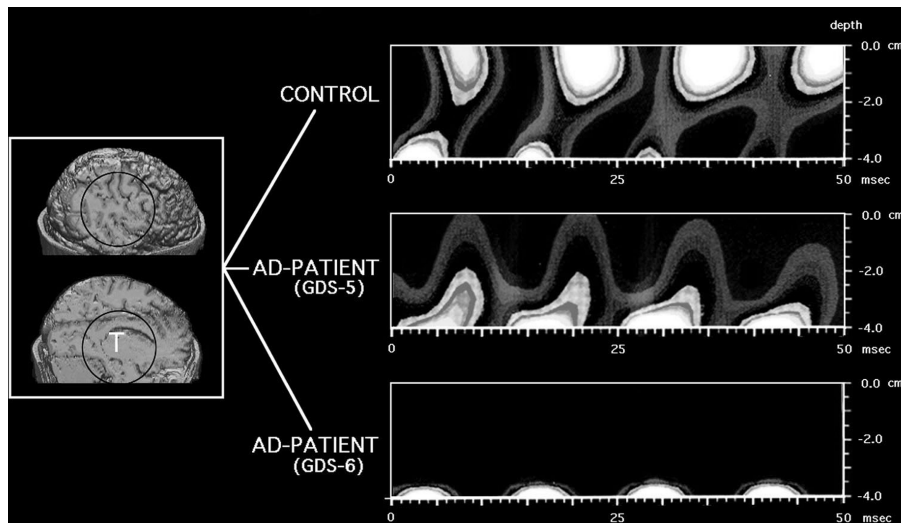 depth
CONTROL
0.0 cm
-2.0
-4.0
0 25 50
msec
AD-PATIENT
(GDS-5)
0.0 cm
-2.0
-4.0
0 25 50
msec
T
AD-PATIENT
(GDS-6)
0.0 cm
-2.0
-4.0
0 25 50
msec